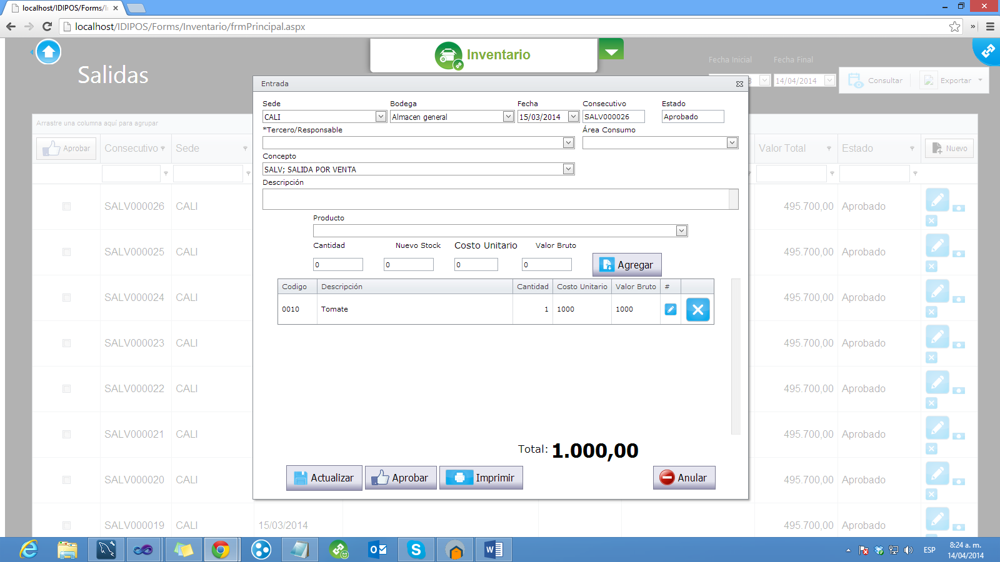 localhost/IDIPOS/Forms/I
localhost/IDIPOS/Forms/Inventario/frmPrincipal.aspx
Salidas
Inventario
Fecha Inicial
Fecha Final
14/04/2014
Consultar
Exportar
Arrastre una columna aquí para agrupar
Aprobar
Consecutivo
Sede
Valor Total
Estado
Nuevo
SALV000026 CALI 495.700,00 Aprobado
SALV000025 CALI 495.700,00 Aprobado
SALV000024 CALI 495.700,00 Aprobado
SALV000023 CALI 495.700,00 Aprobado
SALV000022 CALI 495.700,00 Aprobado
SALV000021 CALI 495.700,00 Aprobado
SALV000020 CALI 495.700,00 Aprobado
SALV000019 CALI 15/03/2014 495.700,00 Aprobado
Entrada
Sede Bodega Fecha Consecutivo Estado
CALI Almacen general 15/03/2014 SALV000026 Aprobado
*Tercero/Responsable Área Consumo
Concepto
SALV; SALIDA POR VENTA
Descripción
Producto
Cantidad Nuevo Stock Costo Unitario Valor Bruto
0 0 0 0 Agregar
Codigo Descripción Cantidad Costo Unitario Valor Bruto #
0010 Tomate 1 1000 1000
Total: 1.000,00
Actualizar Aprobar Imprimir Anular
ESP
8:24 a. m.
14/04/2014